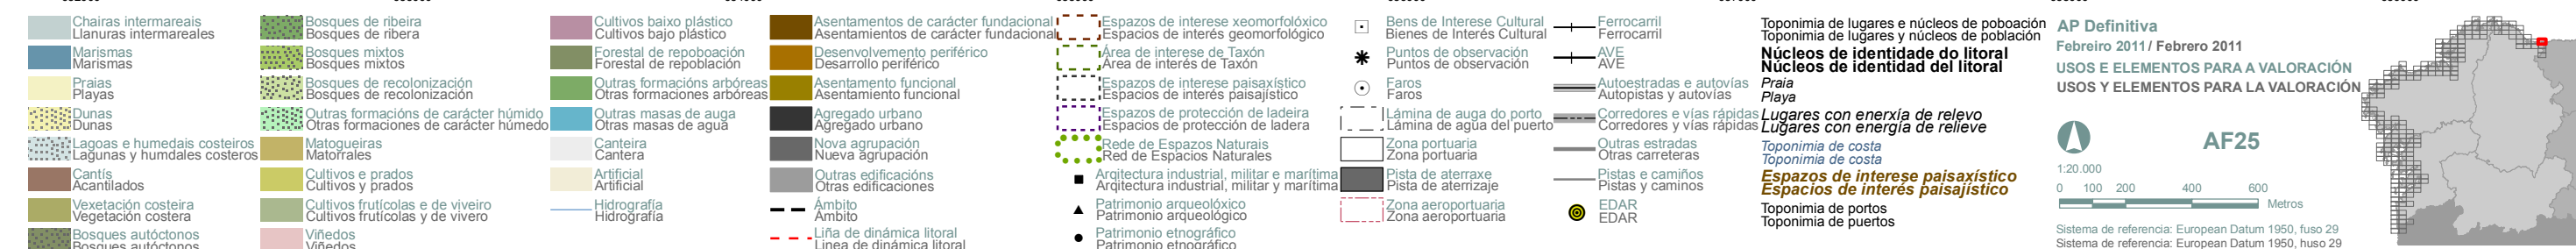 Chairas intermareais
Llanuras intermareales
Marismas
Marismas
Praias
Playas
Dunas
Dunas
Lagoas e humedais costeiros
Lagunas y humdales costeros
Cantís
Acantilados
Vexetación costeira
Vegetación costera
Bosques autóctonos
Bosques autóctonos
Bosques de ribeira
Bosques de ribera
Bosques mixtos
Bosques mixtos
Bosques de recolonización
Bosques de recolonización
Outras formacións de carácter húmido
Otras formaciones de carácter húmedo
Matogueiras
Matorrales
Cultivos e prados
Cultivos y prados
Cultivos frutícolas e de viveiro
Cultivos frutícolas y de vivero
Viñedos
Viñedos
Cultivos baixo plástico
Cultivos bajo plástico
Forestal de repoboación
Forestal de repoblación
Outras formacións arbóreas
Otras formaciones arbóreas
Outras masas de auga
Otras masas de agua
Canteira
Cantera
Artificial
Artificial
Hidrografía
Hidrografía
Asentamentos de carácter fundacional
Asentamientos de carácter fundacional
Desenvolvemento periférico
Desarrollo periférico
Asentamento funcional
Asentamiento funcional
Agregado urbano
Agregado urbano
Nova agrupación
Nueva agrupación
Outras edificacións
Otras edificaciones
Ámbito
Ámbito
Liña de dinámica litoral
Linea de dinámica litoral
Espazos de interese xeomorfolóxico
Espacios de interés geomorfológico
Área de interese de Taxón
Área de interés de Taxón
Espazos de interese paisaxístico
Espacios de interés paisajístico
Espazos de protección de ladeira
Espacios de protección de ladera
Rede de Espazos Naturais
Red de Espacios Naturales
Arqitectura industrial, militar e marítima
Arqitectura industrial, militar y marítima
Patrimonio arqueolóxico
Patrimonio arqueológico
Patrimonio etnográfico
Patrimonio etnográfico
Bens de Interese Cultural
Bienes de Interés Cultural
Puntos de observación
Puntos de observación
Faros
Faros
Lámina de auga do porto
Lámina de agua del puerto
Zona portuaria
Zona portuaria
Pista de aterraxe
Pista de aterrizaje
Zona aeroportuaria
Zona aeroportuaria
Ferrocarril
Ferrocarril
AVE
AVE
Autoestradas e autovías
Autopistas y autovías
Corredores e vías rápidas
Corredores y vías rápidas
Outras estradas
Otras carreteras
Pistas e camiños
Pistas y caminos
EDAR
EDAR
Toponimia de lugares e núcleos de poboación
Toponimia de lugares y núcleos de población
Núcleos de identidade do litoral
Núcleos de identidad del litoral
Praia
Playa
Lugares con enerxía de relevo
Lugares con energía de relieve
Toponimia de costa
Toponimia de costa
Espazos de interese paisaxístico
Espacios de interés paisajístico
Toponimia de portos
Toponimia de puertos
AP Definitiva
Febreiro 2011 / Febrero 2011
USOS E ELEMENTOS PARA A VALORACIÓN
USOS Y ELEMENTOS PARA LA VALORACIÓN
AF25
1:20.000
0 100 200 400 600
Metros
Sistema de referencia: European Datum 1950, fuso 29
Sistema de referencia: European Datum 1950, huso 29